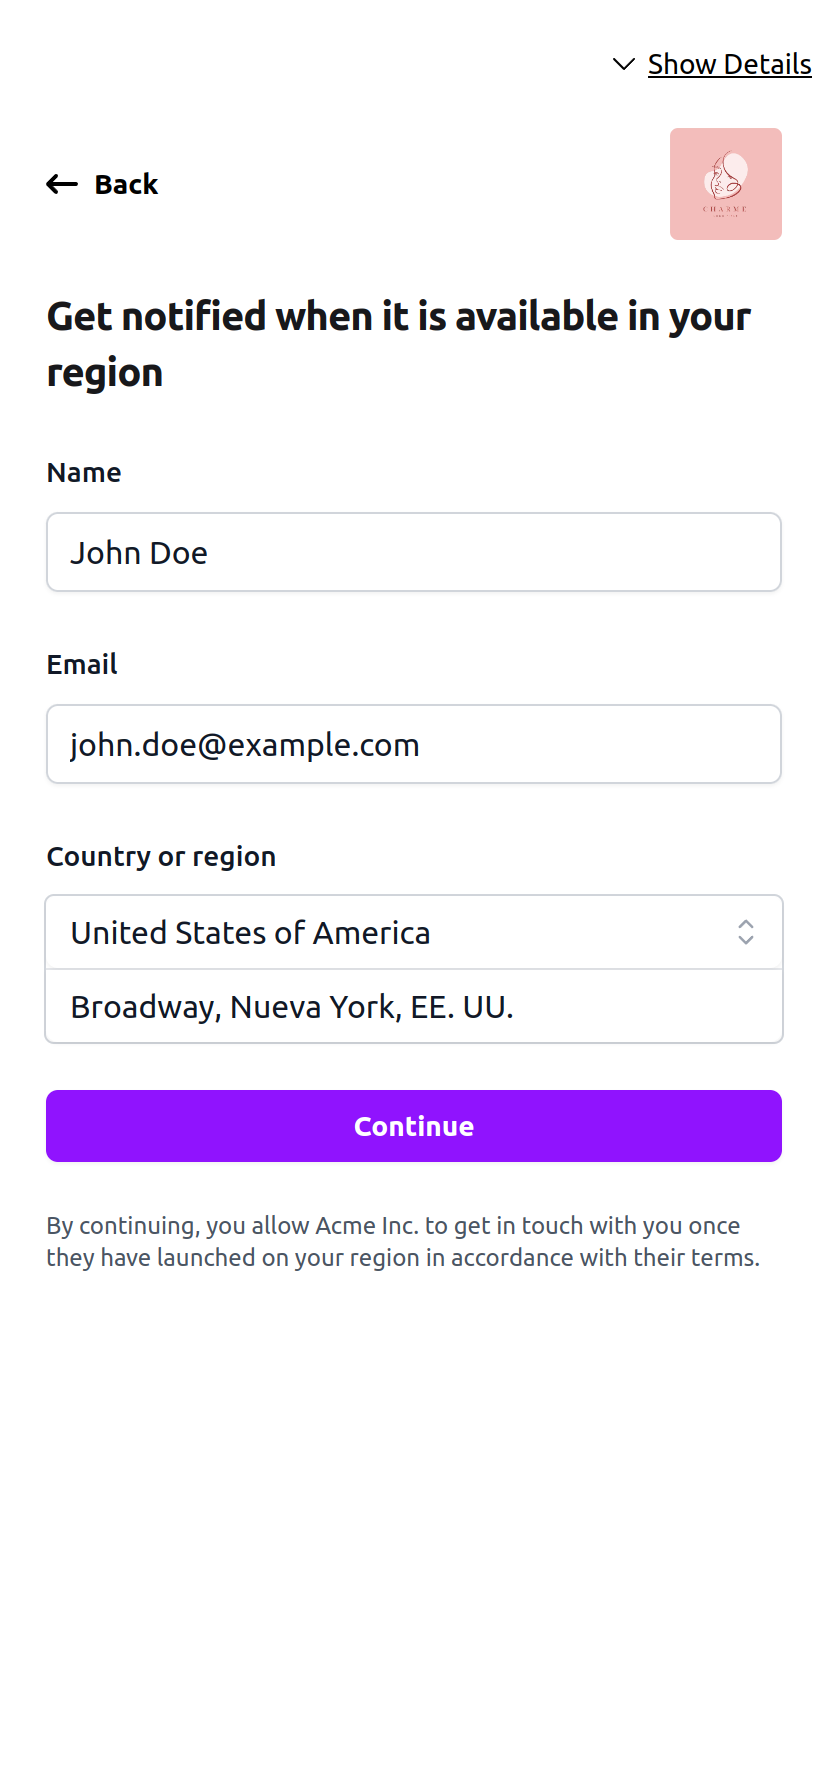 Show Details
Back
CHARME
Get notified when it is available in your
region
Name
John Doe
Email
john.doe@example.com
Country or region
United States of America
Broadway, Nueva York, EE. UU.
Continue
By continuing, you allow Acme Inc. to get in touch with you once
they have launched on your region in accordance with their terms.